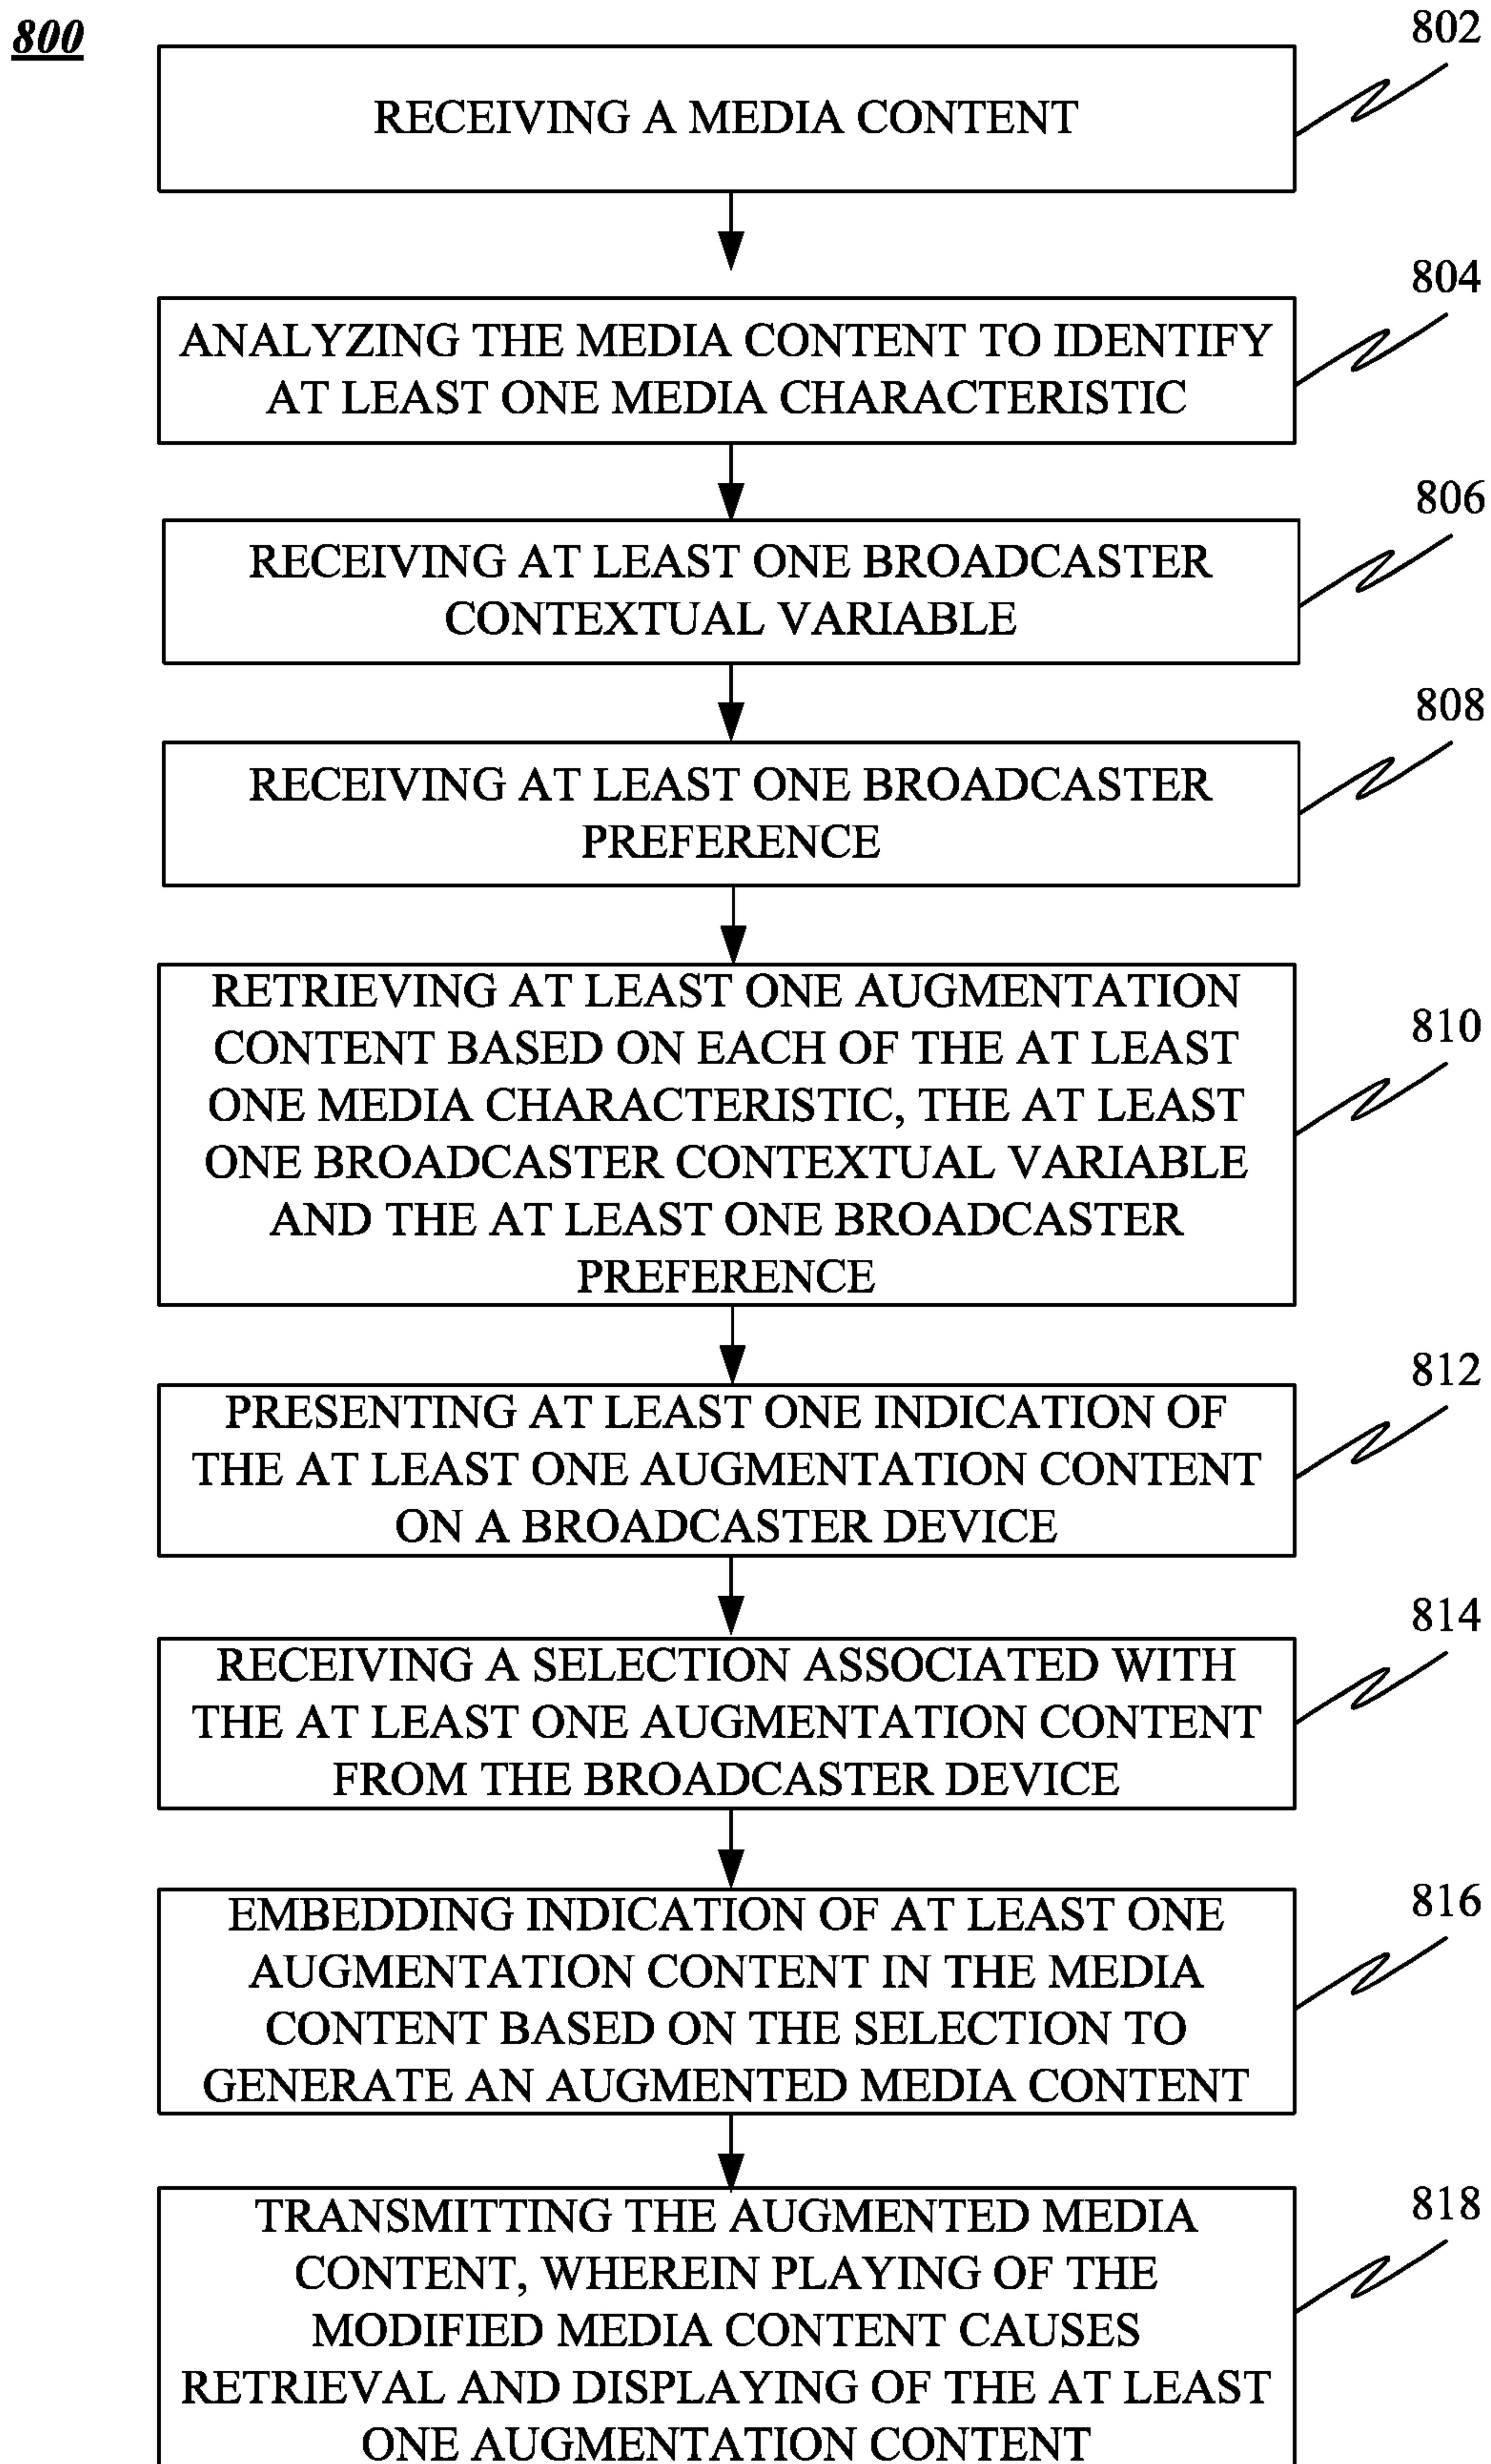 800
802
RECEIVING A MEDIA CONTENT
804
ANALYZING THE MEDIA CONTENT TO IDENTIFY
AT LEAST ONE MEDIA CHARACTERISTIC
806
RECEIVING AT LEAST ONE BROADCASTER
CONTEXTUAL VARIABLE
808
RECEIVING AT LEAST ONE BROADCASTER
PREFERENCE
810
RETRIEVING AT LEAST ONE AUGMENTATION
CONTENT BASED ON EACH OF THE AT LEAST
ONE MEDIA CHARACTERISTIC, THE AT LEAST
ONE BROADCASTER CONTEXTUAL VARIABLE
AND THE AT LEAST ONE BROADCASTER
PREFERENCE
812
PRESENTING AT LEAST ONE INDICATION OF
THE AT LEAST ONE AUGMENTATION CONTENT
ON A BROADCASTER DEVICE
814
RECEIVING A SELECTION ASSOCIATED WITH
THE AT LEAST ONE AUGMENTATION CONTENT
FROM THE BROADCASTER DEVICE
816
EMBEDDING INDICATION OF AT LEAST ONE
AUGMENTATION CONTENT IN THE MEDIA
CONTENT BASED ON THE SELECTION TO
GENERATE AN AUGMENTED MEDIA CONTENT
818
TRANSMITTING THE AUGMENTED MEDIA
CONTENT, WHEREIN PLAYING OF THE
MODIFIED MEDIA CONTENT CAUSES
RETRIEVAL AND DISPLAYING OF THE AT LEAST
ONE AUGMENTATION CONTENT